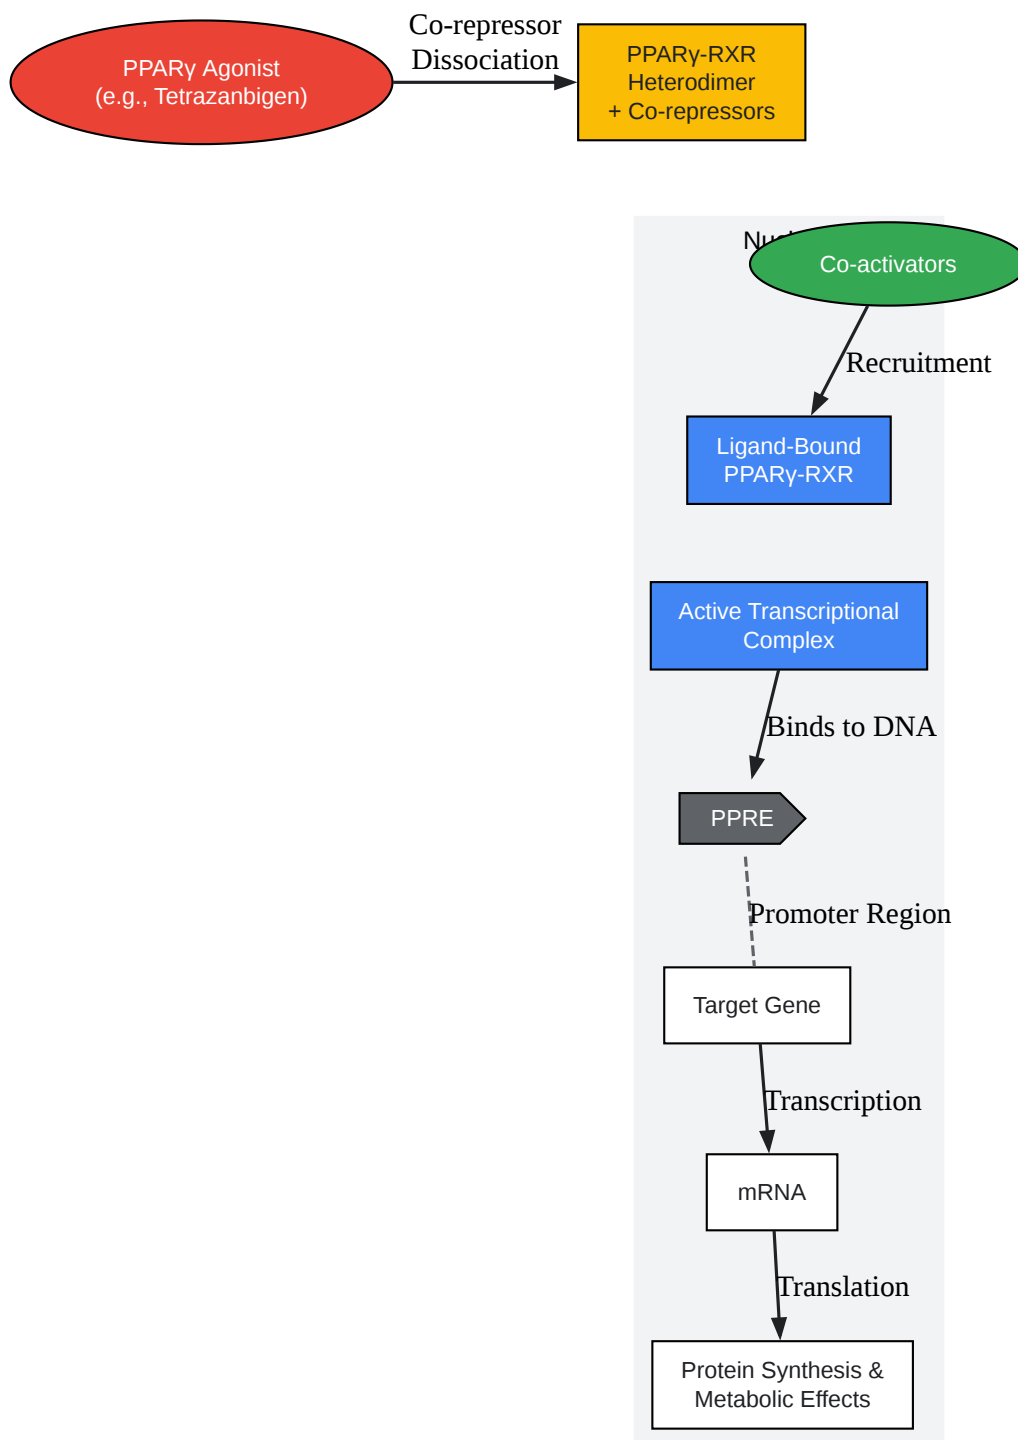 Co-repressor
Dissociation
PPARγ Agonist
(e.g., Tetrazanbigen)
PPARγ-RXR
Heterodimer
+ Co-repressors
Co-activators
Recruitment
Ligand-Bound
PPARγ-RXR
Active Transcriptional
Complex
Binds to DNA
PPRE
Promoter Region
Target Gene
Transcription
mRNA
Translation
Protein Synthesis &
Metabolic Effects